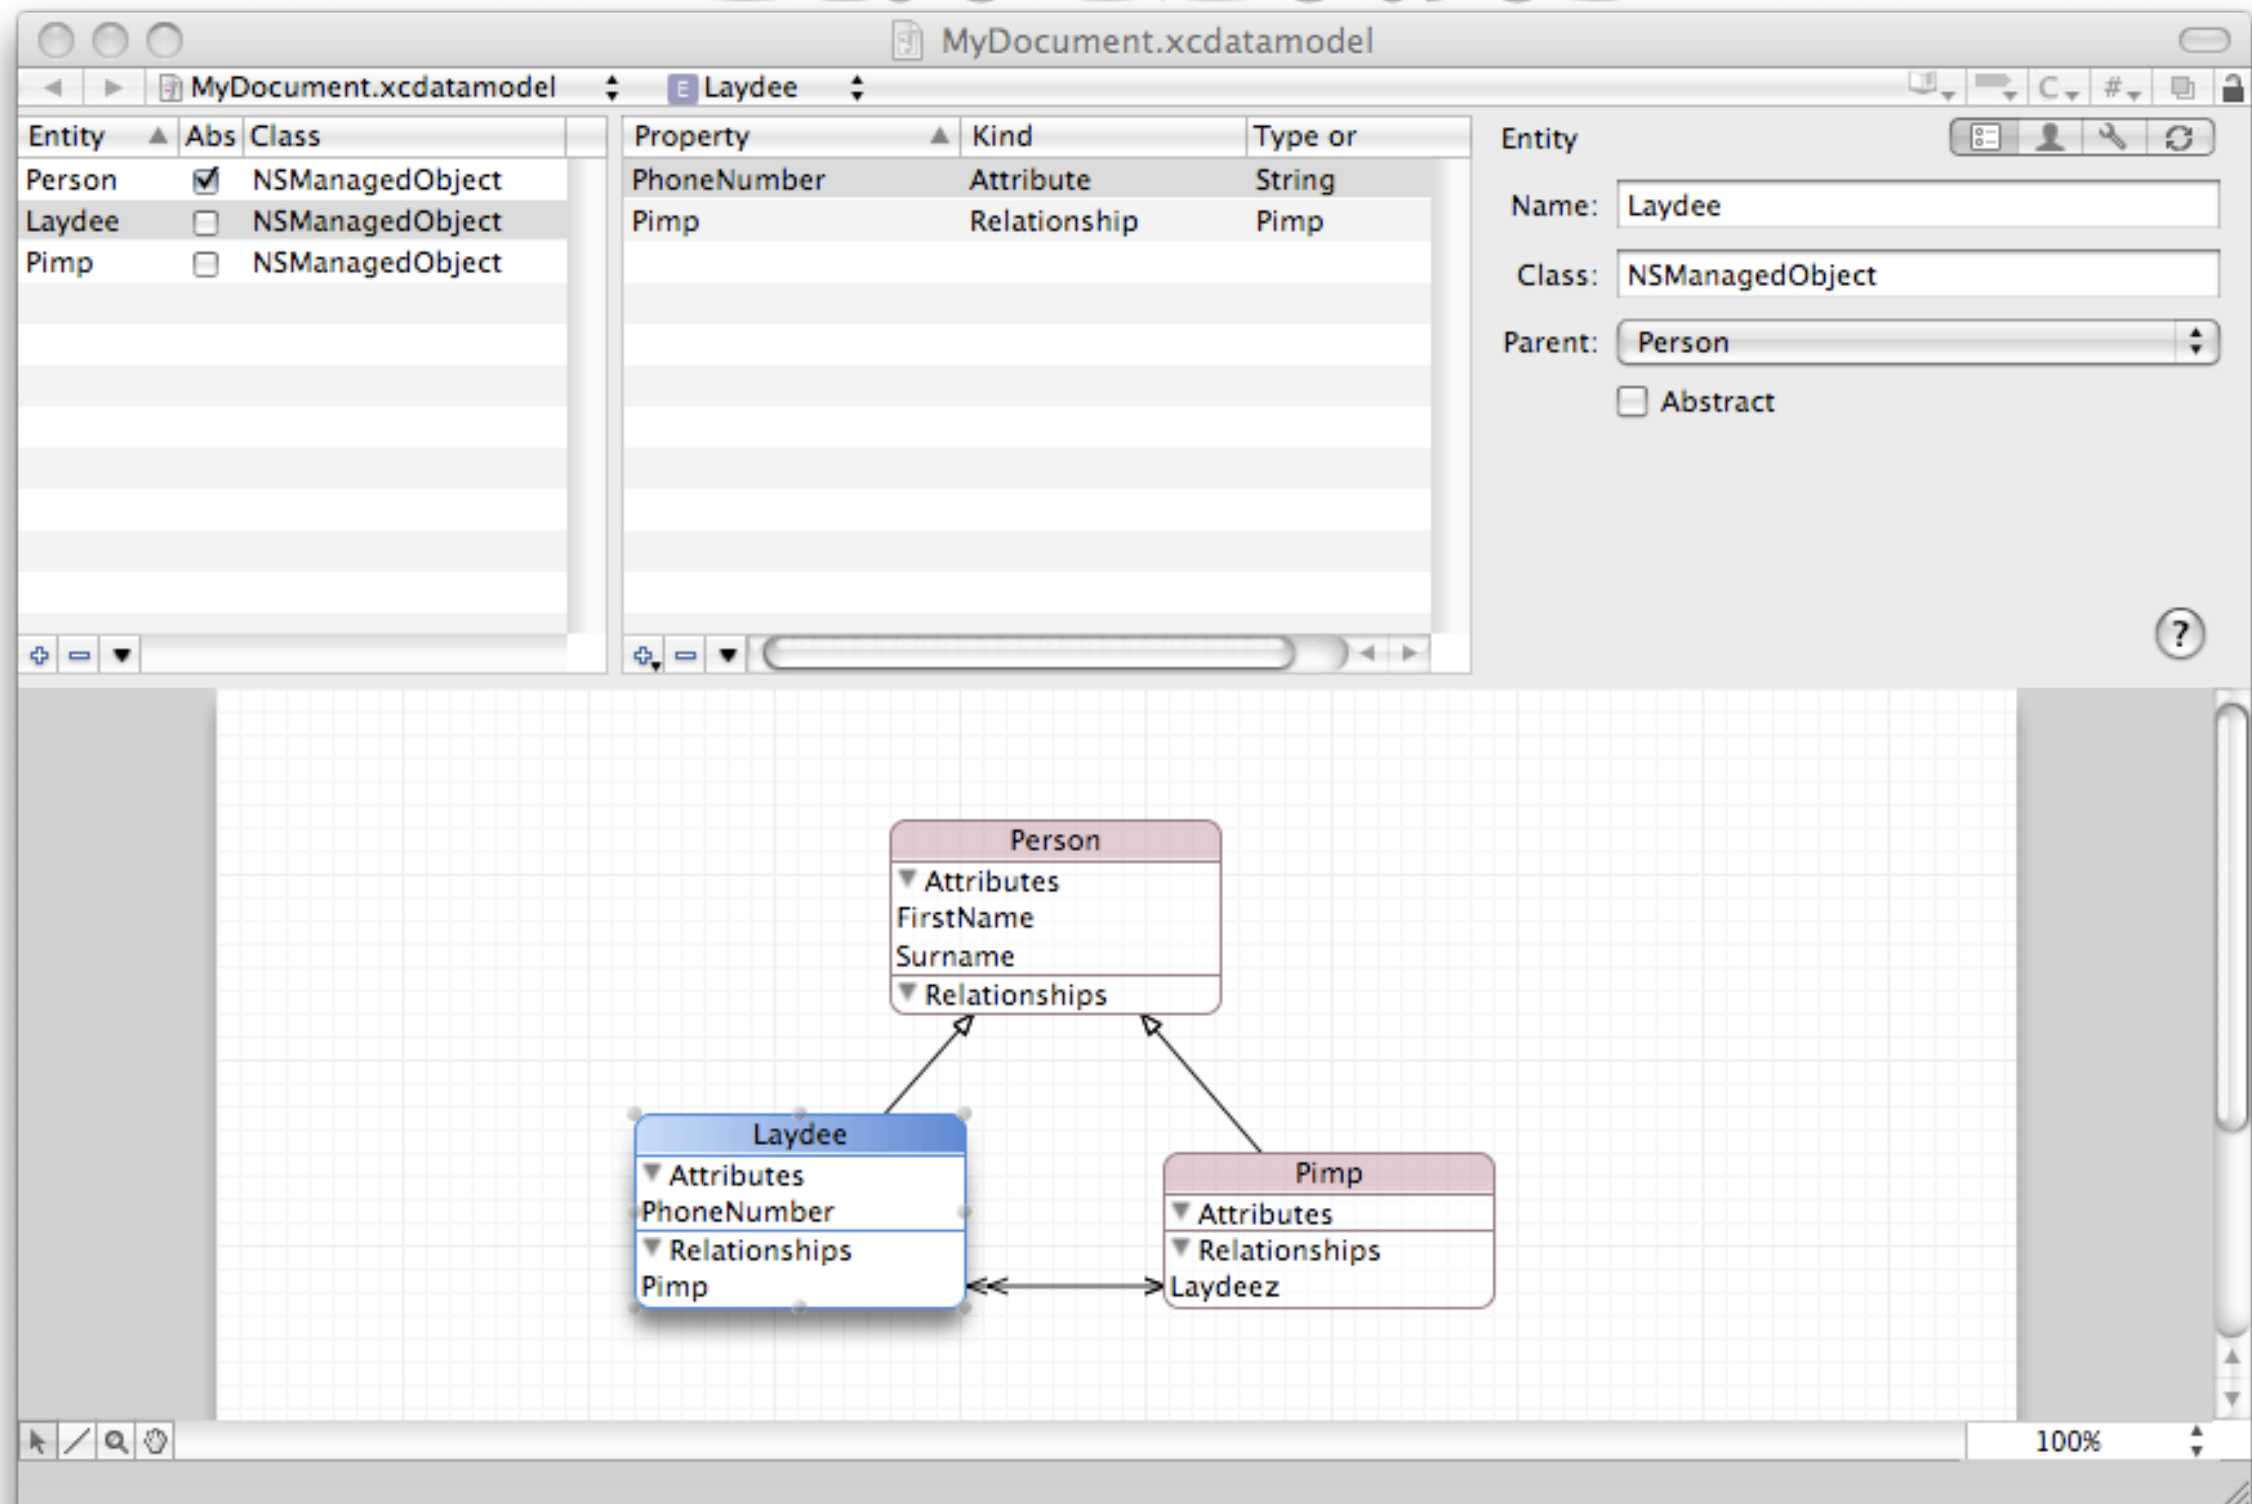 MyDocument.xcdatamodel
MyDocument.xcdatamodel E Laydee C #
Entity Abs Class
Person NSManagedObject
Laydee NSManagedObject
Pimp NSManagedObject
Property Kind Type or
PhoneNumber Attribute String
Pimp Relationship Pimp
Entity
Name: Laydee
Class: NSManagedObject
Parent: Person
Abstract
?
Person
Attributes
FirstName
Surname
Relationships
Laydee
Attributes
PhoneNumber
Relationships
Pimp
Pimp
Attributes
Relationships
Laydeez
100%